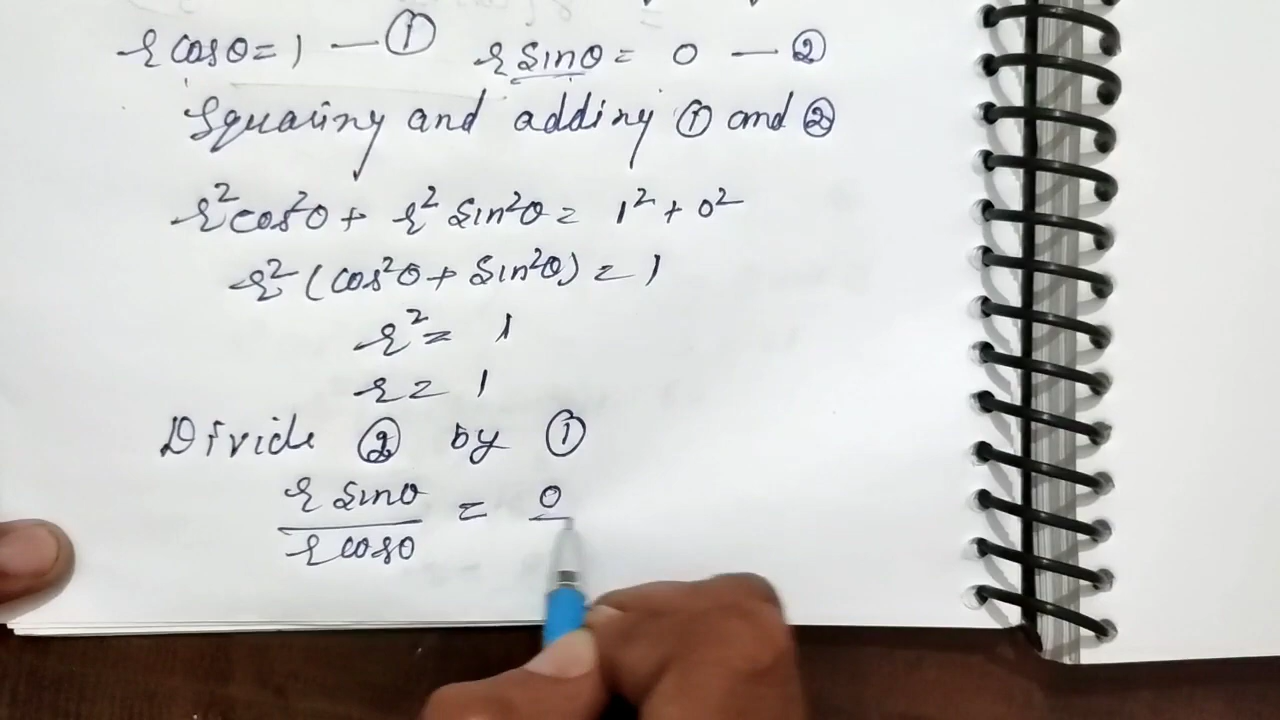 r cosθ = 1 — ① r sinθ = 0 — ②
Squaring and adding ① and ②
r²cos²θ + r² sin²θ = 1² + 0²
r² (cos²θ + sin²θ) = 1
r² = 1
r = 1
Divide ② by ①
r sinθ / r cosθ = 0